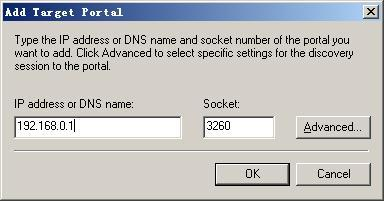 Add Target Portal
Type the IP address or DNS name and socket number of the portal you
want to add. Click Advanced to select specific settings for the discovery
session to the portal.
IP address or DNS name: Socket:
192.168.0.1 3260 Advanced...
OK Cancel